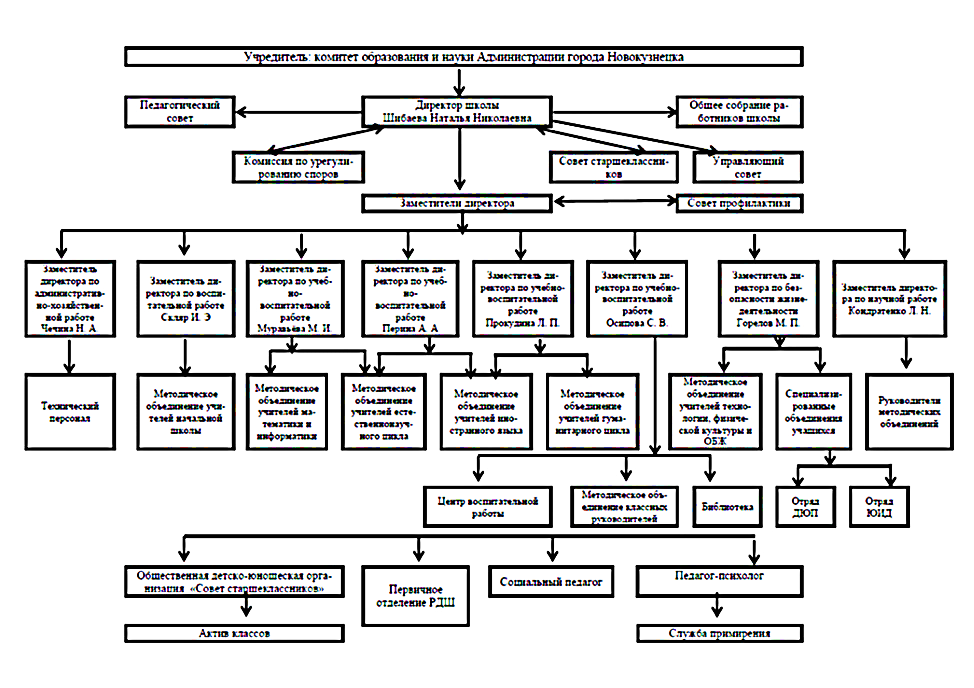 Учредитель: комитет образования и науки Администрации города Новокузнецка
Педагогический
совет
Директор школы
Шибаева Наталья Николаевна
Общее собрание ра-
ботников школы
Комиссия по урегули-
рованию споров
Совет старшеклассни-
ков
Управляющий
совет
Заместители директора
Совет профилактики
Заместитель
директора по
административ-
но-хозяйствен-
ной работе
Чечина Н. А.
Заместитель ди-
ректора по воспи-
тательной работе
Скляр И. Э
Заместитель ди-
ректора по учеб-
но-
воспитательной
работе
Муравьёва М. И.
Заместитель ди-
ректора по учеб-
но-
воспитательной
работе
Перина А. А
Заместитель ди-
ректора по учебно-
воспитательной
работе
Прокудина Л. П.
Заместитель ди-
ректора по учебно-
воспитательной
работе
Осипова С. В.
Заместитель ди-
ректора по без-
опасности жизне-
деятельности
Горелов М. П.
Заместитель директо-
ра по научной работе
Кондратенко Л. Н.
Технический
персонал
Методическое
объединение учи-
телей начальной
школы
Методическое
объединение
учителей ма-
тематики и
информатики
Методическое
объединение
учителей есте-
ственнонауч-
ного цикла
Методическое
объединение
учителей ино-
странного языка
Методическое
объединение
учителей гума-
нитарного цикла
Методическое
объединение
учителей техно-
логии, физиче-
ской культуры и
ОБЖ
Специализи-
рованные
объединения
учащихся
Руководители
методических
объединений
Центр воспитательной
работы
Методическое объ-
единение классных
руководителей
Библиотека
Отряд
ДЮП
Отряд
ЮИД
Общественная детско-юношеская орга-
низация «Совет старшеклассников»
Первичное
отделение РДШ
Социальный педагог
Педагог-психолог
Актив классов
Служба примирения